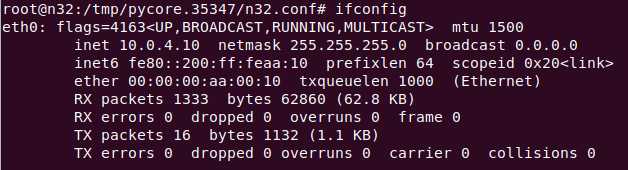 root@n32:/tmp/pycore.35347/n32.conf# ifconfig
eth0: flags=4163<UP,BROADCAST,RUNNING,MULTICAST>  mtu 1500
        inet 10.0.4.10  netmask 255.255.255.0  broadcast 0.0.0.0
        inet6 fe80::200:ff:feaa:10  prefixlen 64  scopeid 0x20<link>
        ether 00:00:00:aa:00:10  txqueuelen 1000  (Ethernet)
        RX packets 1333  bytes 62860 (62.8 KB)
        RX errors 0  dropped 0  overruns 0  frame 0
        TX packets 16  bytes 1132 (1.1 KB)
        TX errors 0  dropped 0 overruns 0  carrier 0  collisions 0